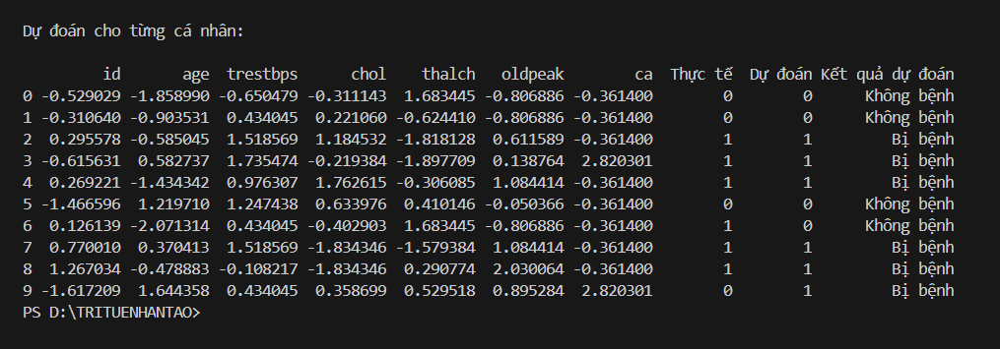 Dự đoán cho từng cá nhân:
id age trestbps chol thalch oldpeak ca Thực tế Dự đoán Kết quả dự đoán
0 -0.529029 -1.858990 -0.650479 -0.311143 1.683445 -0.806886 -0.361400 0 0 Không bệnh
1 -0.310640 -0.903531 0.434045 0.221060 -0.624410 -0.806886 -0.361400 0 0 Không bệnh
2 0.295578 -0.585045 1.518569 1.184532 -1.818128 0.611589 -0.361400 1 1 Bị bệnh
3 -0.615631 0.582737 1.735474 -0.219384 -1.897709 0.138764 2.820301 1 1 Bị bệnh
4 0.269221 -1.434342 0.976307 1.762615 -0.306085 1.084414 -0.361400 1 1 Bị bệnh
5 -1.466596 1.219710 1.247438 0.633976 0.410146 -0.050366 -0.361400 0 0 Không bệnh
6 0.126139 -2.071314 0.434045 -0.402903 1.683445 -0.806886 -0.361400 1 0 Không bệnh
7 0.770010 0.370413 1.518569 -1.834346 -1.579384 1.084414 -0.361400 1 1 Bị bệnh
8 1.267034 -0.478883 -0.108217 -1.834346 0.290774 2.030064 -0.361400 1 1 Bị bệnh
9 -1.617209 1.644358 0.434045 0.358699 0.529518 0.895284 2.820301 0 1 Bị bệnh
PS D:\TRITUENHANTAO>